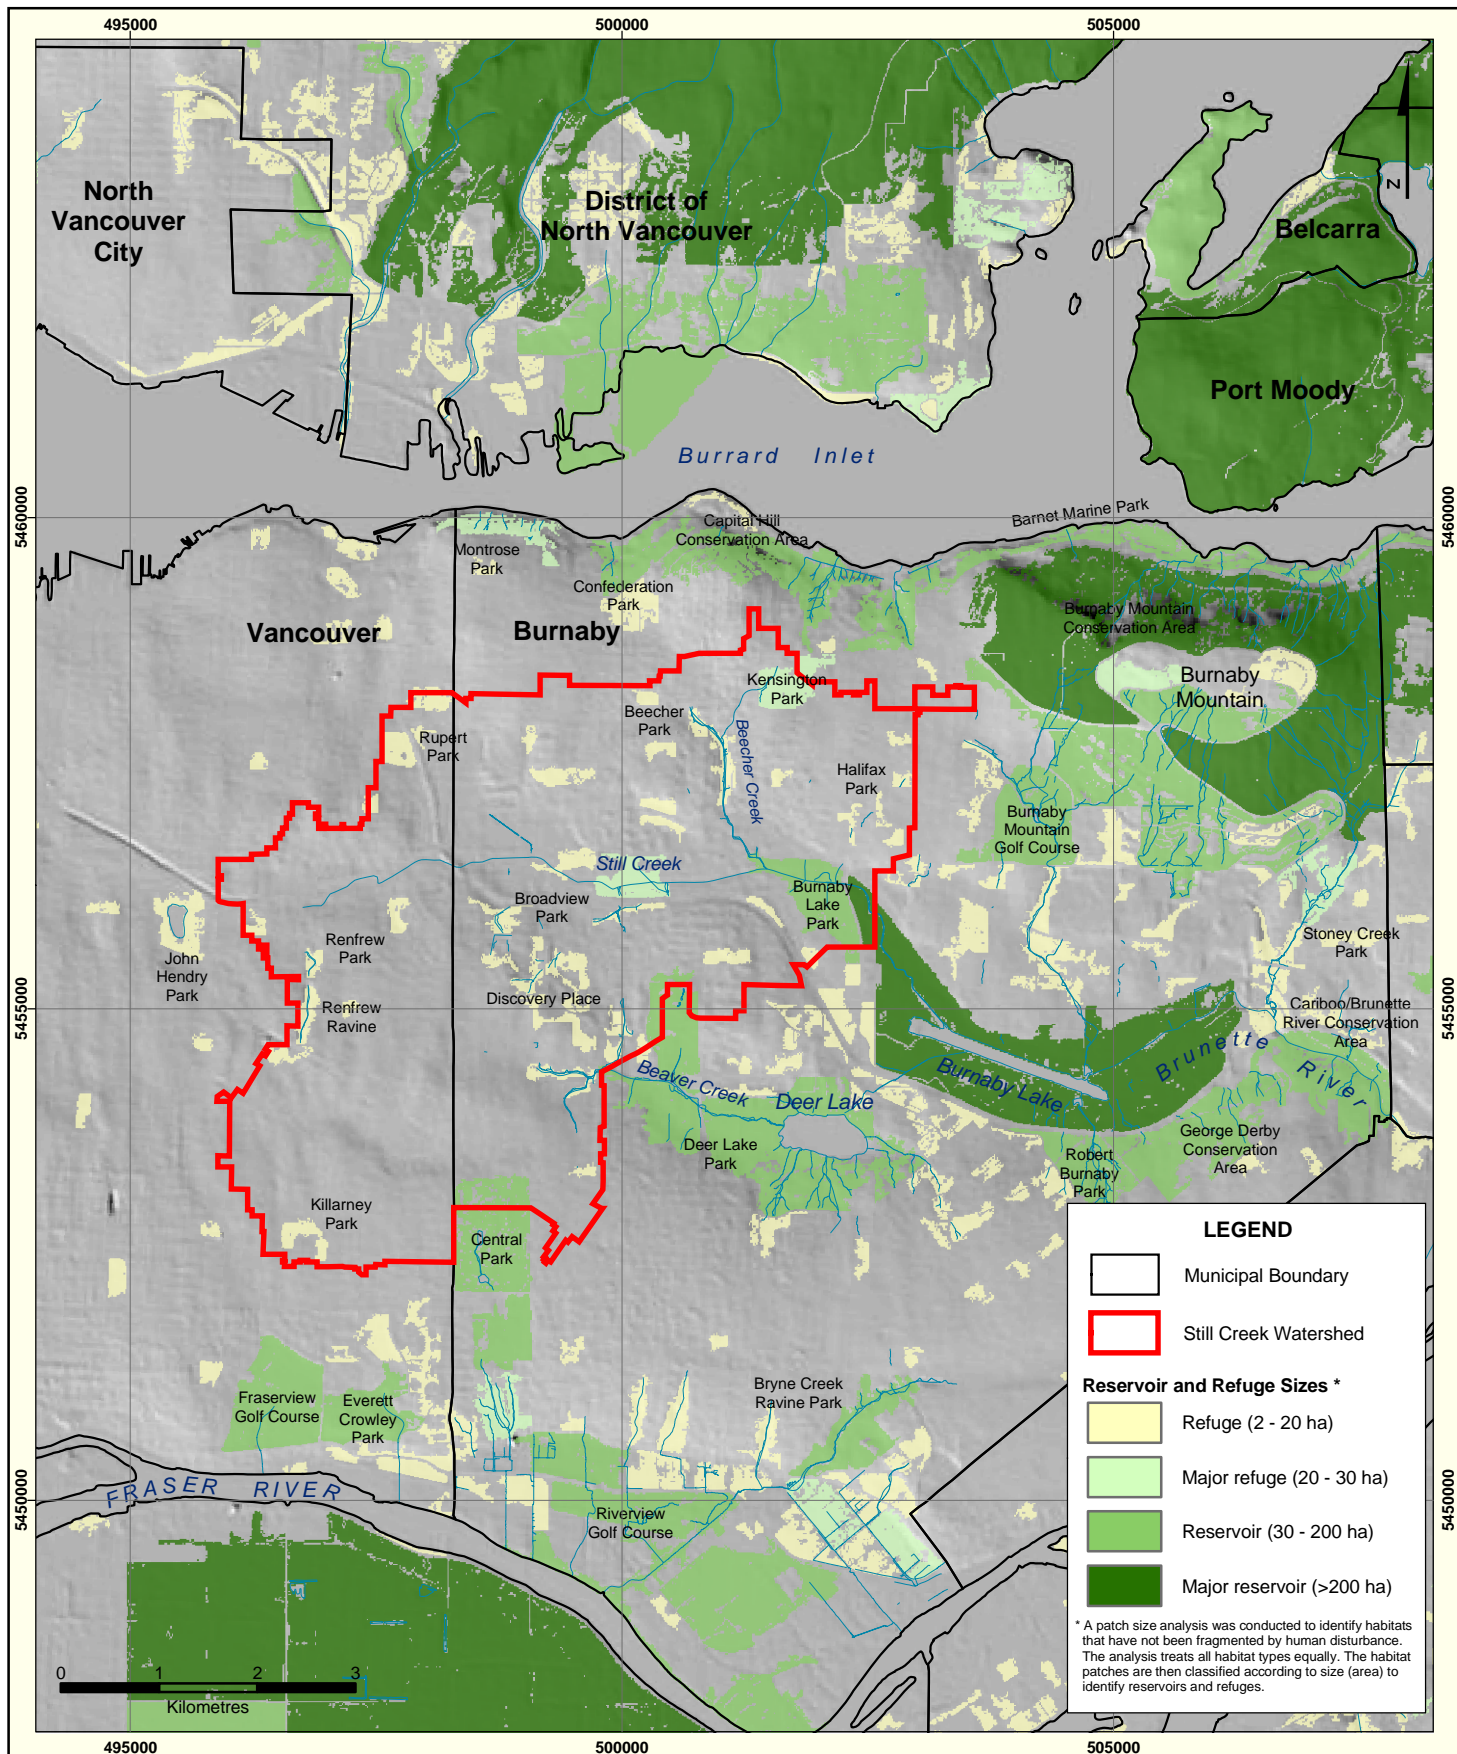 495000
500000
505000
North
Vancouver
City
District of
North Vancouver
Belcarra
N
Port Moody
Burrard Inlet
5460000
5460000
Capital Hill
Conservation Area
Barnet Marine Park
Montrose
Park
Confederation
Park
Vancouver
Burnaby
Burnaby Mountain
Conservation Area
Burnaby
Mountain
Kensington
Park
Beecher
Park
Rupert
Park
Beecher Creek
Halifax
Park
Burnaby
Mountain
Golf Course
Still Creek
Burnaby
Lake
Park
Broadview
Park
Renfrew
Park
John
Hendry
Park
Stoney Creek
Park
Discovery Place
Renfrew
Ravine
Cariboo/Brunette
River Conservation
Area
5455000
5455000
Brunette
River
Beaver Creek
Deer Lake
Burnaby Lake
Deer Lake
Park
George Derby
Conservation
Area
Robert
Burnaby
Park
Killarney
Park
Central
Park
LEGEND
Municipal Boundary
Still Creek Watershed
Reservoir and Refuge Sizes *
Refuge (2 - 20 ha)
Major refuge (20 - 30 ha)
Reservoir (30 - 200 ha)
Major reservoir (>200 ha)
* A patch size analysis was conducted to identify habitats
that have not been fragmented by human disturbance.
The analysis treats all habitat types equally. The habitat
patches are then classified according to size (area) to
identify reservoirs and refuges.
Fraserview
Golf Course
Everett
Crowley
Park
Bryne Creek
Ravine Park
FRASER RIVER
5450000
5450000
Riverview
Golf Course
0 1 2 3
Kilometres
495000
500000
505000